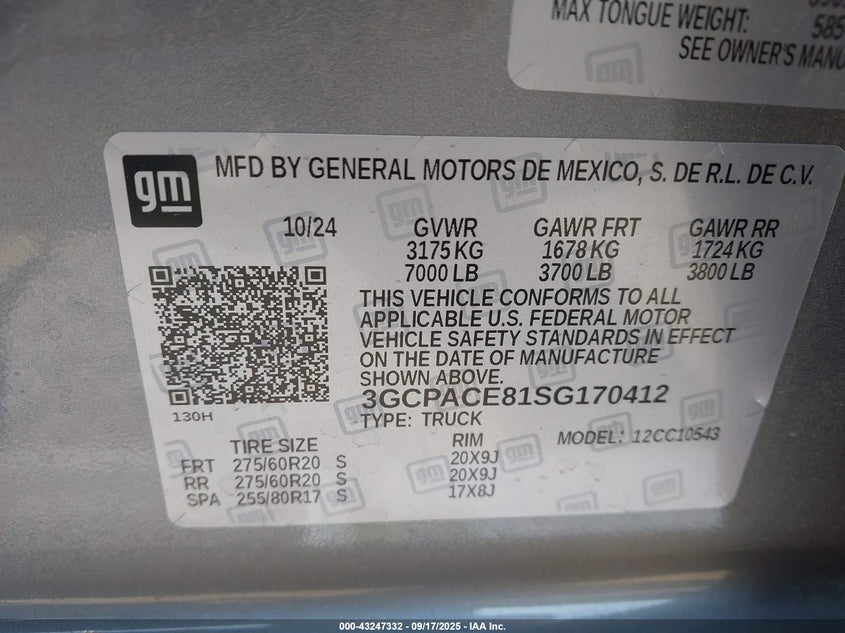 MAX TONGUE WEIGHT: 585
SEE OWNER'S MANU
gm
MFD BY GENERAL MOTORS DE MEXICO, S. DE R.L. DE C.V.
10/24 GVWR GAWR FRT GAWR RR
3175 KG 1678 KG 1724 KG
7000 LB 3700 LB 3800 LB
THIS VEHICLE CONFORMS TO ALL
APPLICABLE U.S. FEDERAL MOTOR
VEHICLE SAFETY STANDARDS IN EFFECT
ON THE DATE OF MANUFACTURE
SHOWN ABOVE.
3GCPACE81SG170412
130H
TYPE: TRUCK
MODEL: 12CC10543
TIRE SIZE RIM
FRT 275/60R20 S 20X9J
RR 275/60R20 S 20X9J
SPA 255/80R17 S 17X8J
000-43247332 - 09/17/2025 - IAA Inc.